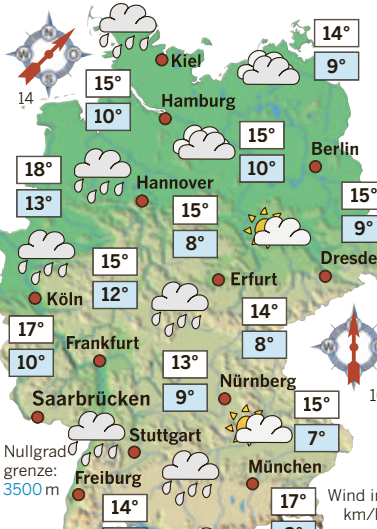 14°
9°
N
W
O
S
14
Kiel
15°
10°
Hamburg
15°
10°
Berlin
18°
13°
Hannover
15°
8°
15°
9°
15°
12°
Erfurt
Dresde
Köln
14°
8°
17°
10°
Frankfurt
13°
9°
Nürnberg
Saarbrücken
15°
7°
Stuttgart
Nullgrad-
grenze:
3500 m
München
Freiburg
14°
17°
Wind in
km/h